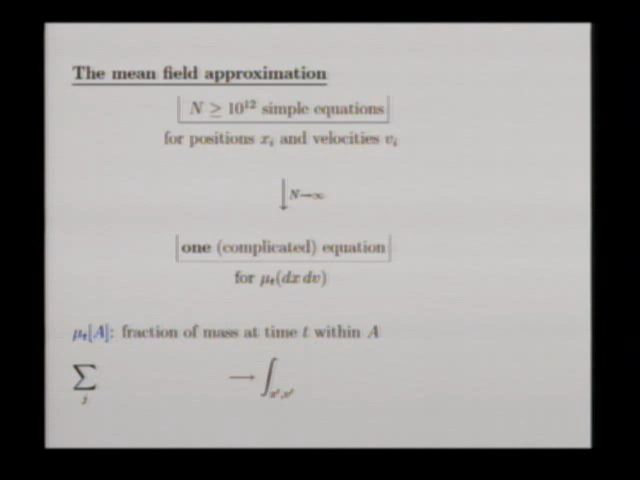 The mean field approximation
N ≥ 10¹² simple equations
for positions xᵢ and velocities vᵢ
↓ N→∞
one (complicated) equation
for μₜ(dx dv)
μₜ[A]: fraction of mass at time t within A
∑ⱼ → ∫ₓ′,ᵥ′